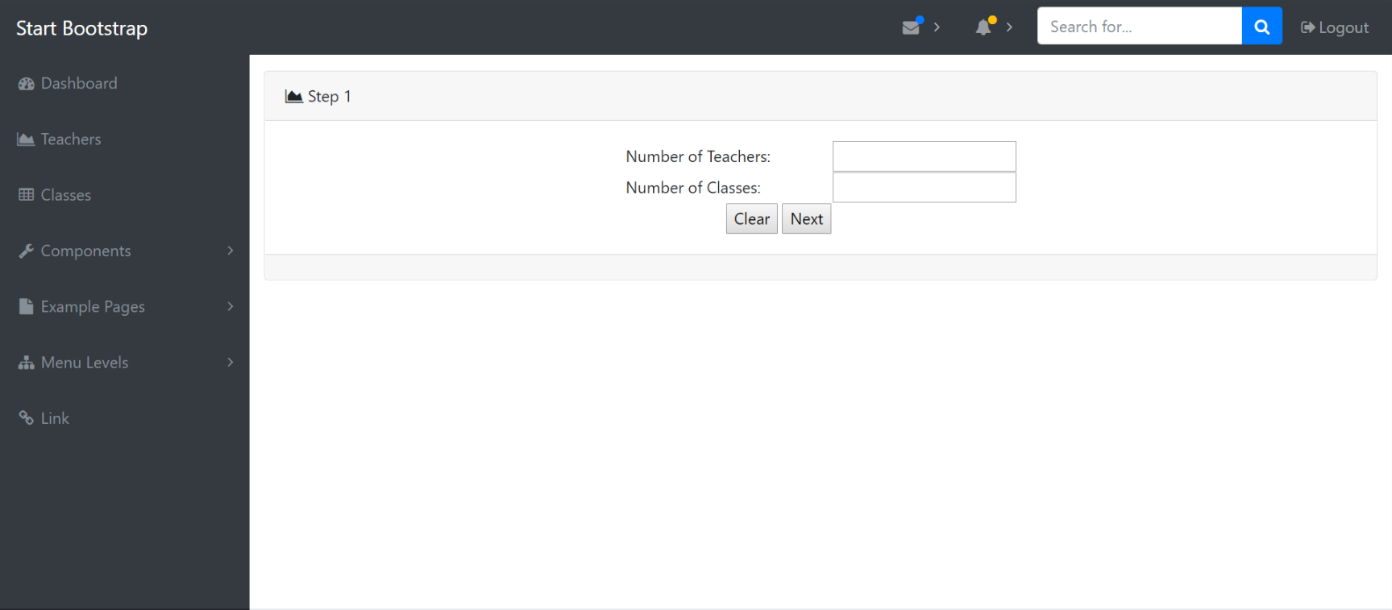 Start Bootstrap
Search for...
Logout
Dashboard
Teachers
Classes
Components
Example Pages
Menu Levels
Link
Step 1
Number of Teachers:
Number of Classes:
Clear Next